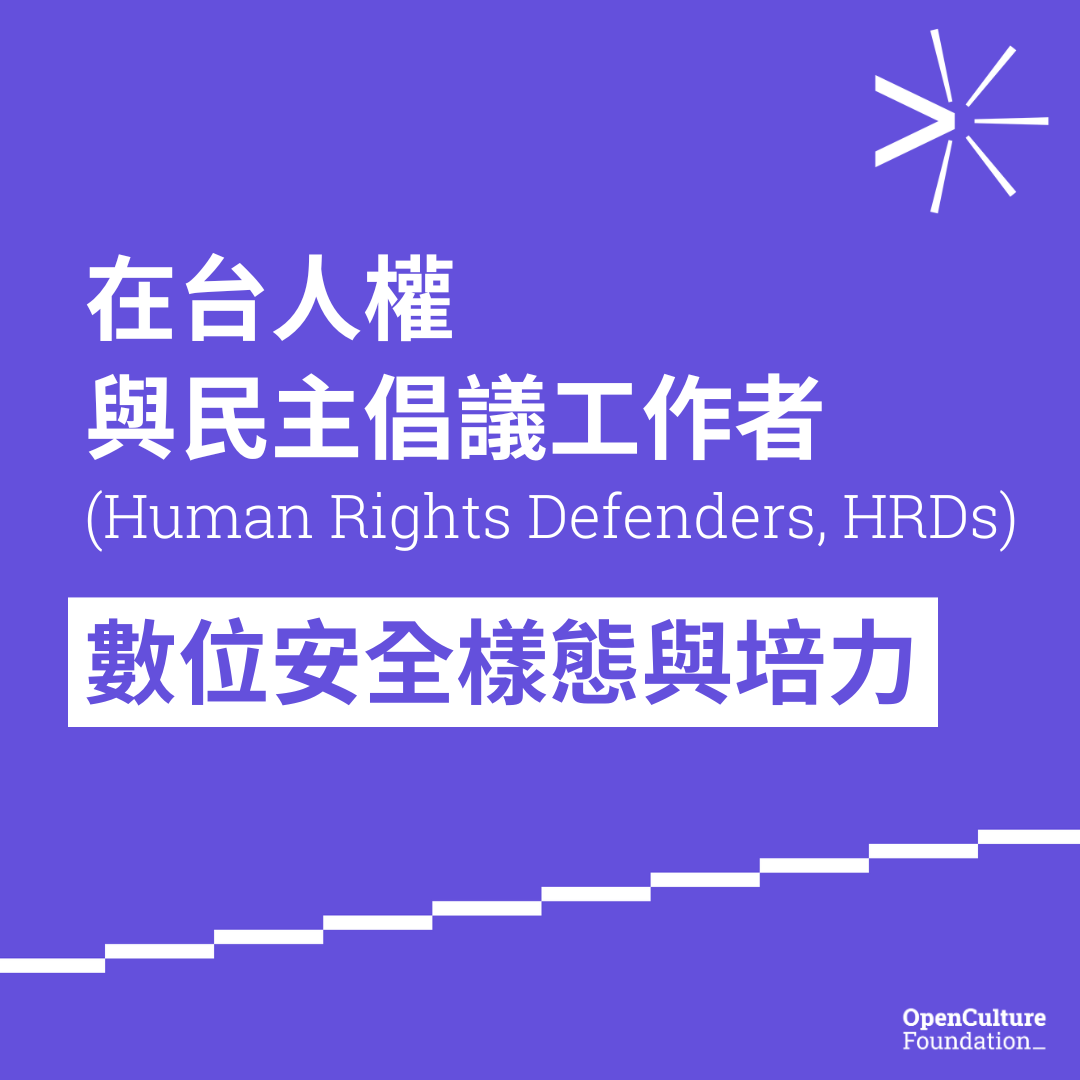 在台人權
與民主倡議工作者
(Human Rights Defenders, HRDs)
數位安全樣態與培力
OpenCulture
Foundation_